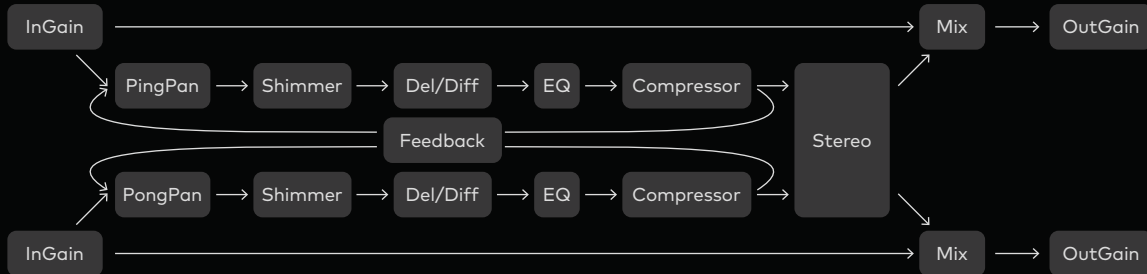 InGain
Mix
OutGain
PingPan
Shimmer
Del/Diff
EQ
Compressor
Feedback
Stereo
PongPan
Shimmer
Del/Diff
EQ
Compressor
InGain
Mix
OutGain